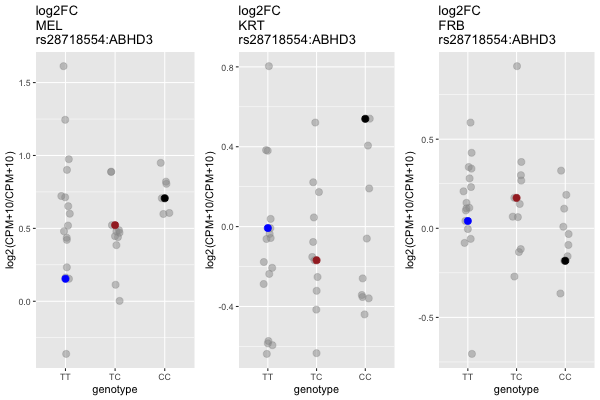 log2FC
MEL
rs28718554:ABHD3
log2(CPM+10/CPM+10)
1.5
1.0
0.5
0.0
TT TC CC
genotype
log2FC
KRT
rs28718554:ABHD3
log2(CPM+10/CPM+10)
0.8
0.4
0.0
-0.4
TT TC CC
genotype
log2FC
FRB
rs28718554:ABHD3
log2(CPM+10/CPM+10)
0.5
0.0
-0.5
TT TC CC
genotype